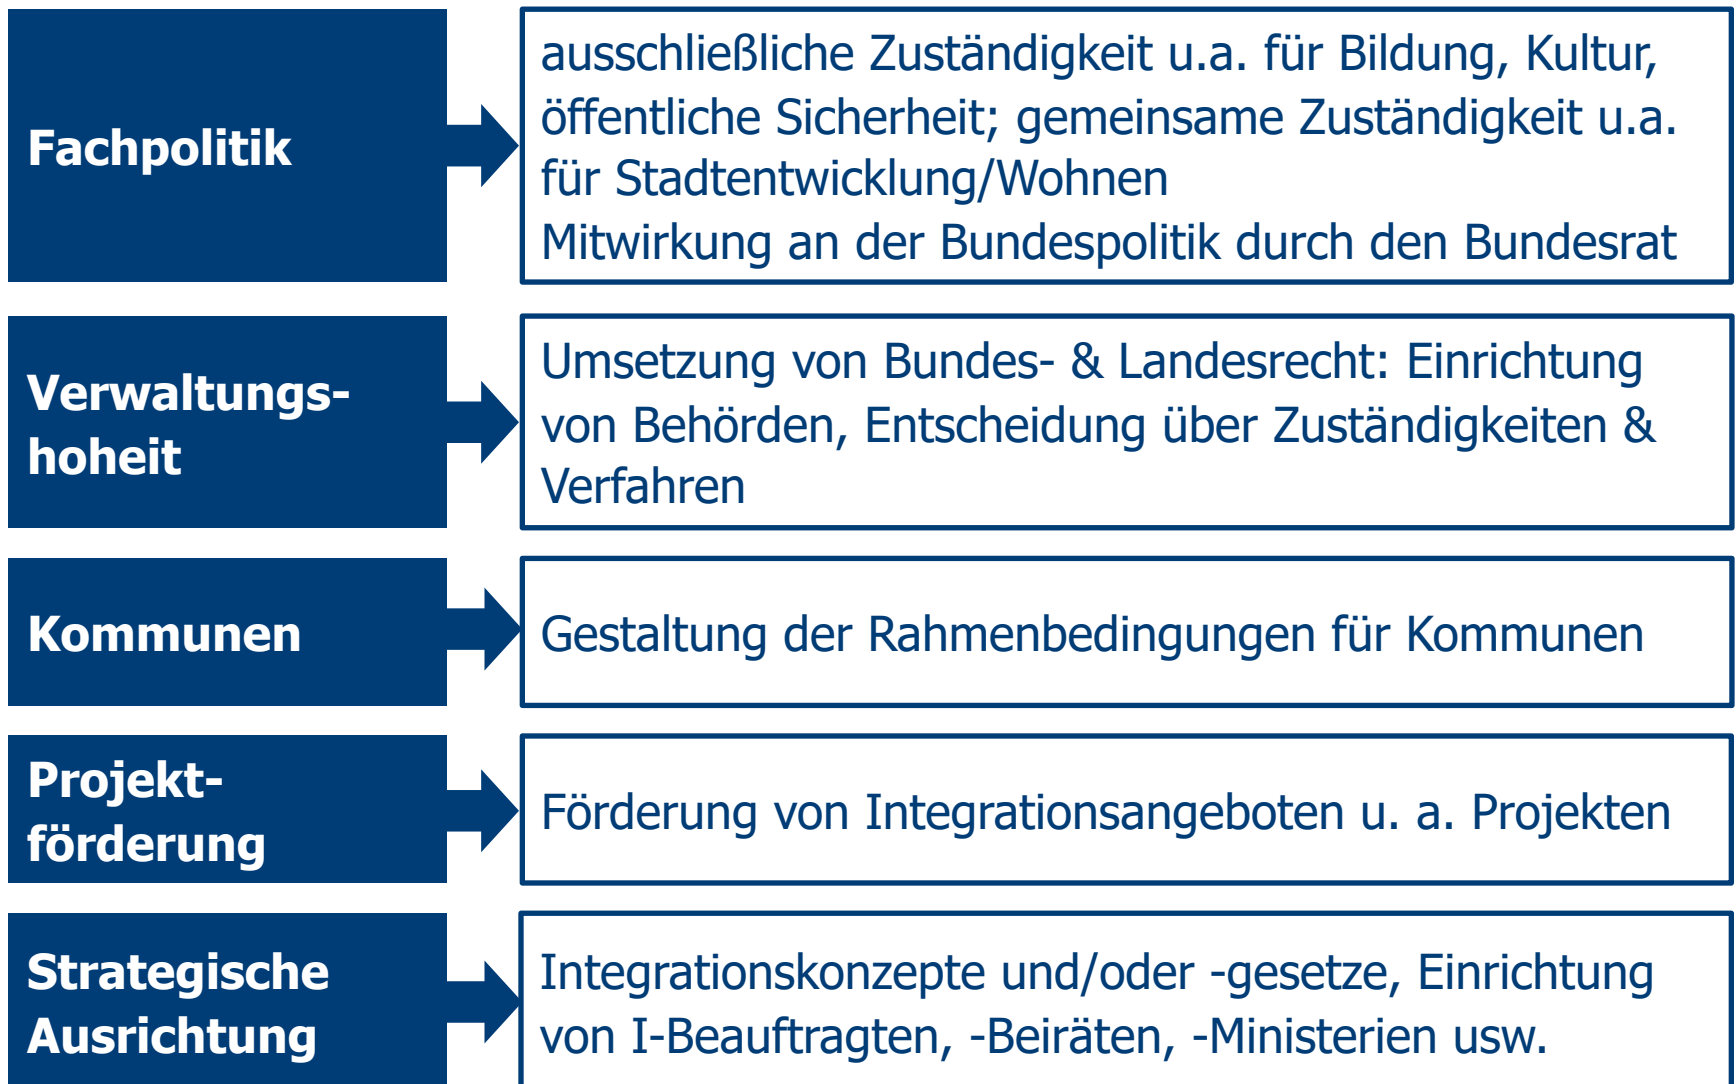 Fachpolitik
ausschließliche Zuständigkeit u.a. für Bildung, Kultur,
öffentliche Sicherheit; gemeinsame Zuständigkeit u.a.
für Stadtentwicklung/Wohnen
Mitwirkung an der Bundespolitik durch den Bundesrat
Verwaltungs-
hoheit
Umsetzung von Bundes- & Landesrecht: Einrichtung
von Behörden, Entscheidung über Zuständigkeiten &
Verfahren
Kommunen
Gestaltung der Rahmenbedingungen für Kommunen
Projekt-
förderung
Förderung von Integrationsangeboten u. a. Projekten
Strategische
Ausrichtung
Integrationskonzepte und/oder -gesetze, Einrichtung
von I-Beauftragten, -Beiräten, -Ministerien usw.